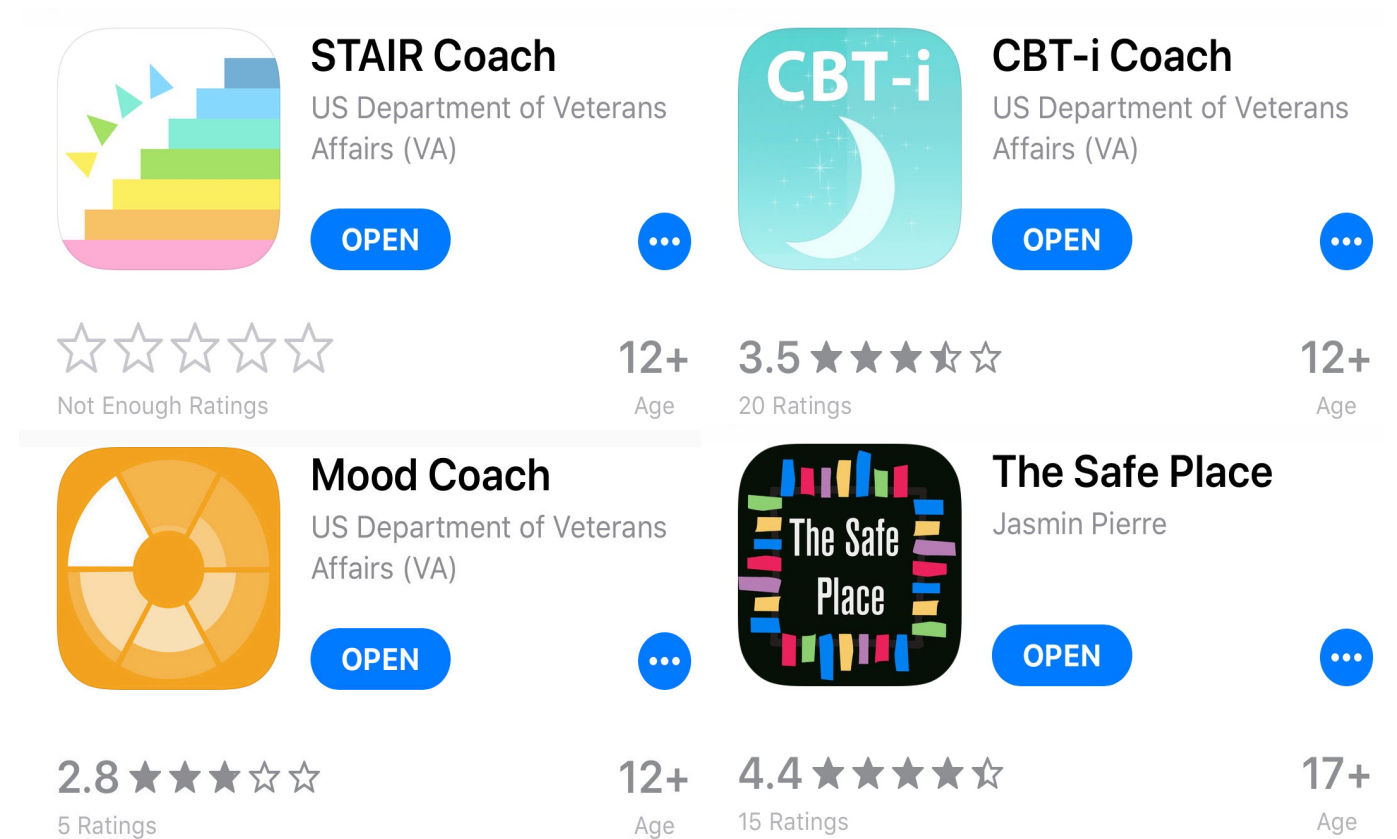 STAIR Coach
US Department of Veterans
Affairs (VA)
OPEN
Not Enough Ratings
12+
Age
CBT-i
CBT-i Coach
US Department of Veterans
Affairs (VA)
OPEN
3.5
20 Ratings
12+
Age
Mood Coach
US Department of Veterans
Affairs (VA)
OPEN
2.8
5 Ratings
12+
Age
The Safe
Place
The Safe Place
Jasmin Pierre
OPEN
4.4
15 Ratings
17+
Age